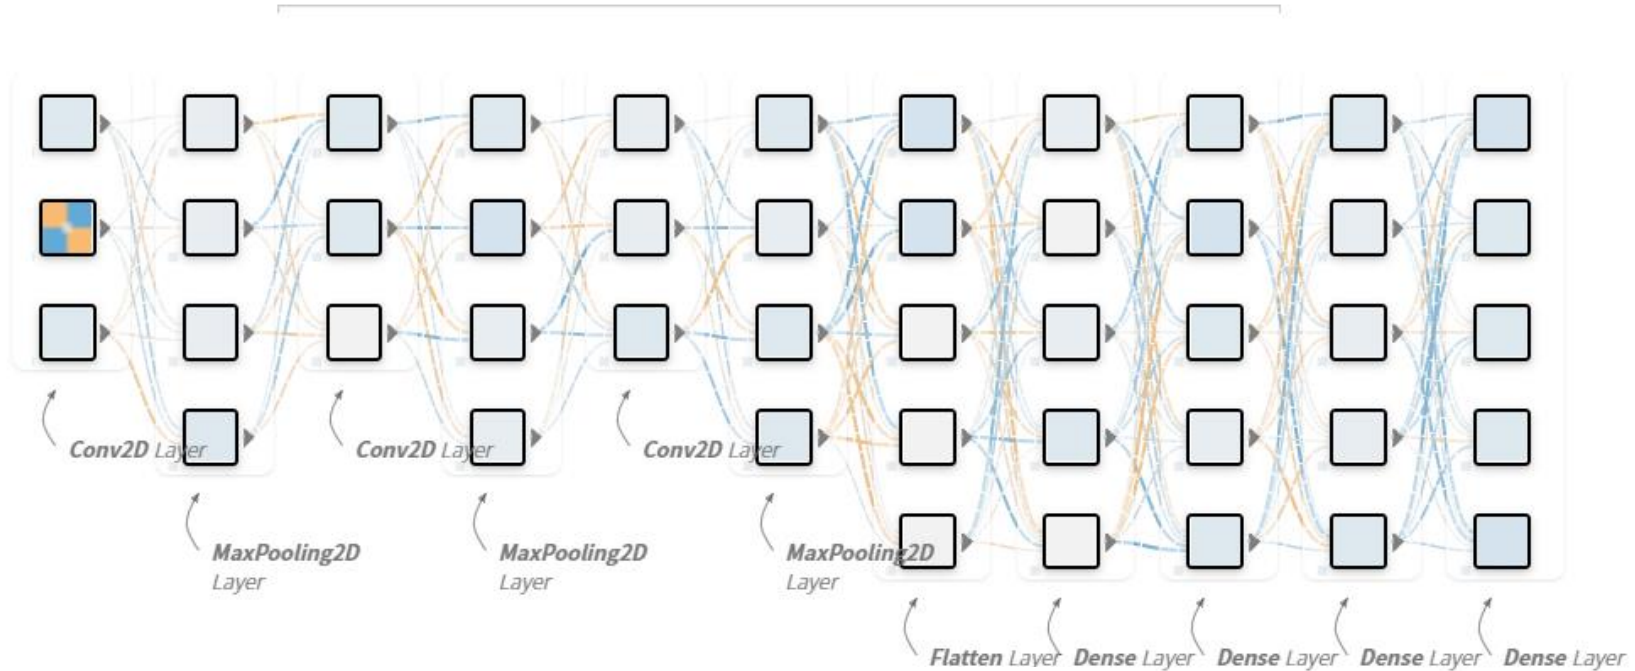 Conv2D Layer
Conv2D Layer
Conv2D Layer
MaxPooling2D
Layer
MaxPooling2D
Layer
MaxPooling2D
Layer
Flatten Layer
Dense Layer
Dense Layer
Dense Layer
Dense Layer